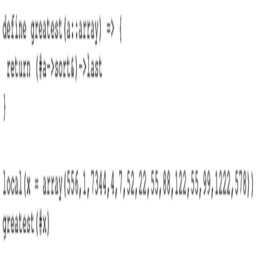 define greatest(a::array) => {
return (#a->sort&)->last
}
local(x = array(556,1,7344,4,7,52,22,55,88,122,55,99,1222,578))
greatest(#x)